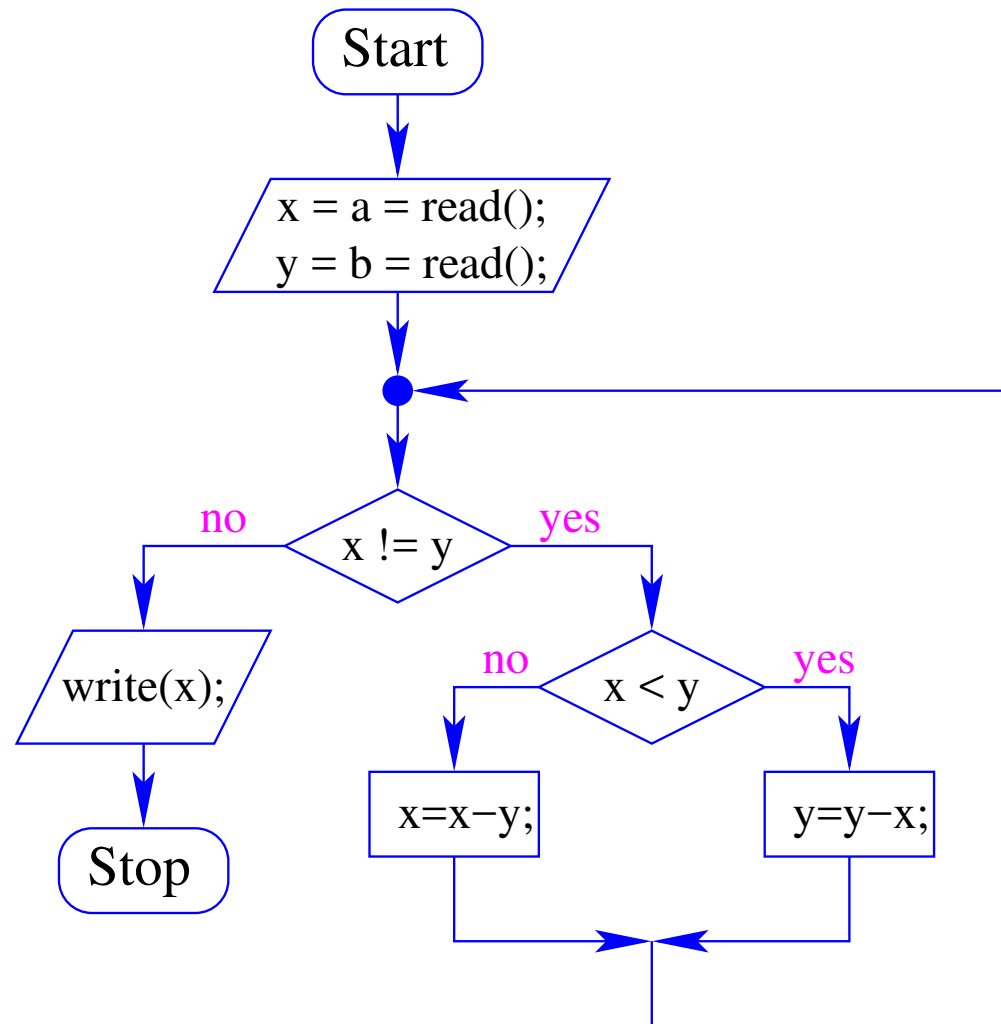 Start
x = a = read();
y = b = read();
no
yes
x != y
no
yes
write(x);
x < y
x=x−y;
y=y−x;
Stop